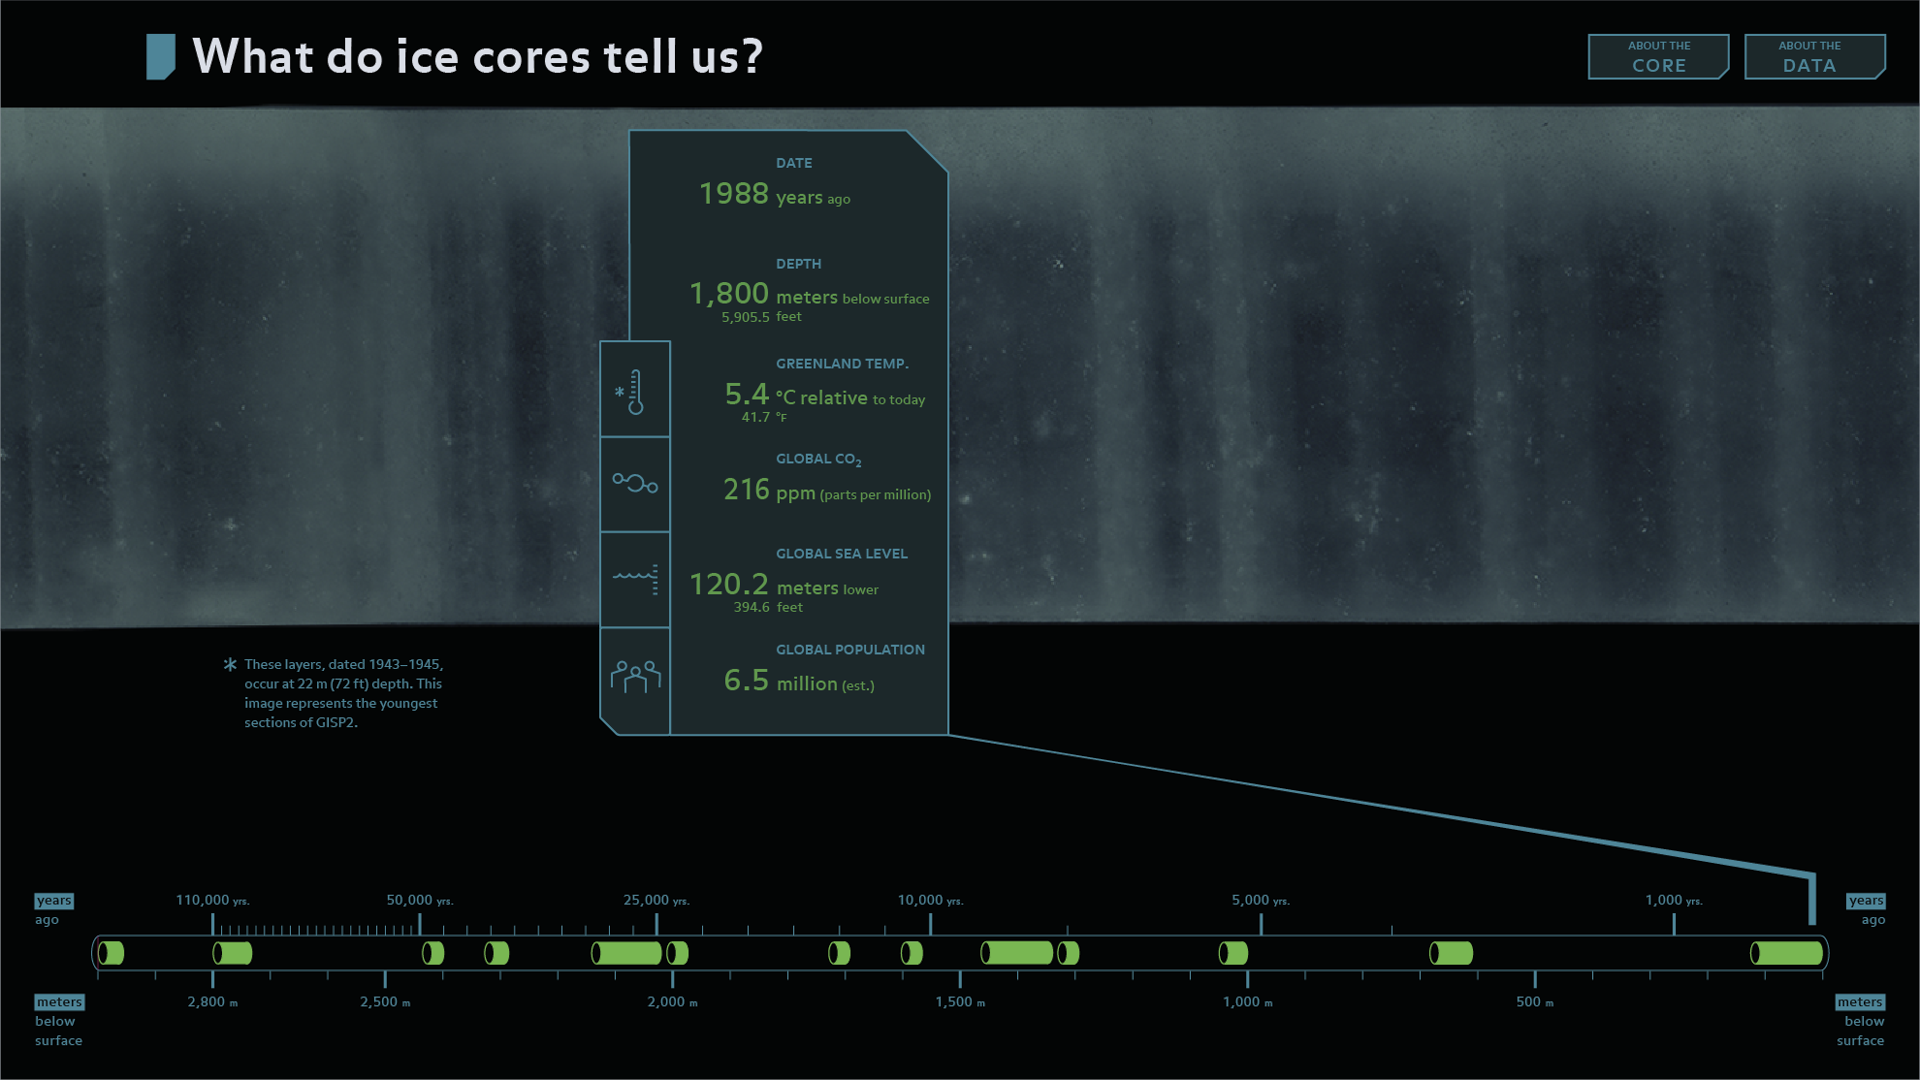 What do ice cores tell us?
ABOUT THE
CORE
ABOUT THE
DATA
DATE
1988 years ago
DEPTH
1,800 meters below surface
5,905.5 feet
GREENLAND TEMP.
5.4 °C relative to today
41.7 °F
GLOBAL CO₂
216 ppm (parts per million)
GLOBAL SEA LEVEL
120.2 meters lower
394.6 feet
GLOBAL POPULATION
6.5 million (est.)
* These layers, dated 1943–1945,
occur at 22 m (72 ft) depth. This
image represents the youngest
sections of GISP2.
years
ago
110,000 yrs.
50,000 yrs.
25,000 yrs.
10,000 yrs.
5,000 yrs.
1,000 yrs.
years
ago
meters
below
surface
2,800 m
2,500 m
2,000 m
1,500 m
1,000 m
500 m
meters
below
surface